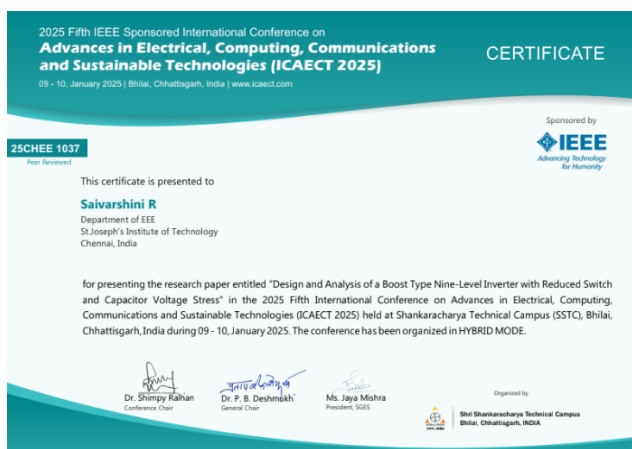 2025 Fifth IEEE Sponsored International Conference on
Advances in Electrical, Computing, Communications
and Sustainable Technologies (ICAECT 2025)
09 - 10, January 2025 | Bhilai, Chhattisgarh, India | www.icaect.com
CERTIFICATE
Sponsored by
IEEE
Advancing Technology
for Humanity
25CHEE 1037
Peer Reviewed
This certificate is presented to
Saivarshini R
Department of EEE
St.Joseph's Institute of Technology
Chennai, India
for presenting the research paper entitled "Design and Analysis of a Boost Type Nine-Level Inverter with Reduced Switch
and Capacitor Voltage Stress" in the 2025 Fifth International Conference on Advances in Electrical, Computing,
Communications and Sustainable Technologies (ICAECT 2025) held at Shankaracharya Technical Campus (SSTC), Bhilai,
Chhattisgarh, India during 09 - 10, January 2025. The conference has been organized in HYBRID MODE.
Dr. Shimpy Ralhan
Conference Chair
Dr. P. B. Deshmukh
General Chair
Ms. Jaya Mishra
President, SGES
Organized by
Shri Shankaracharya Technical Campus
Bhilai, Chhattisgarh, INDIA